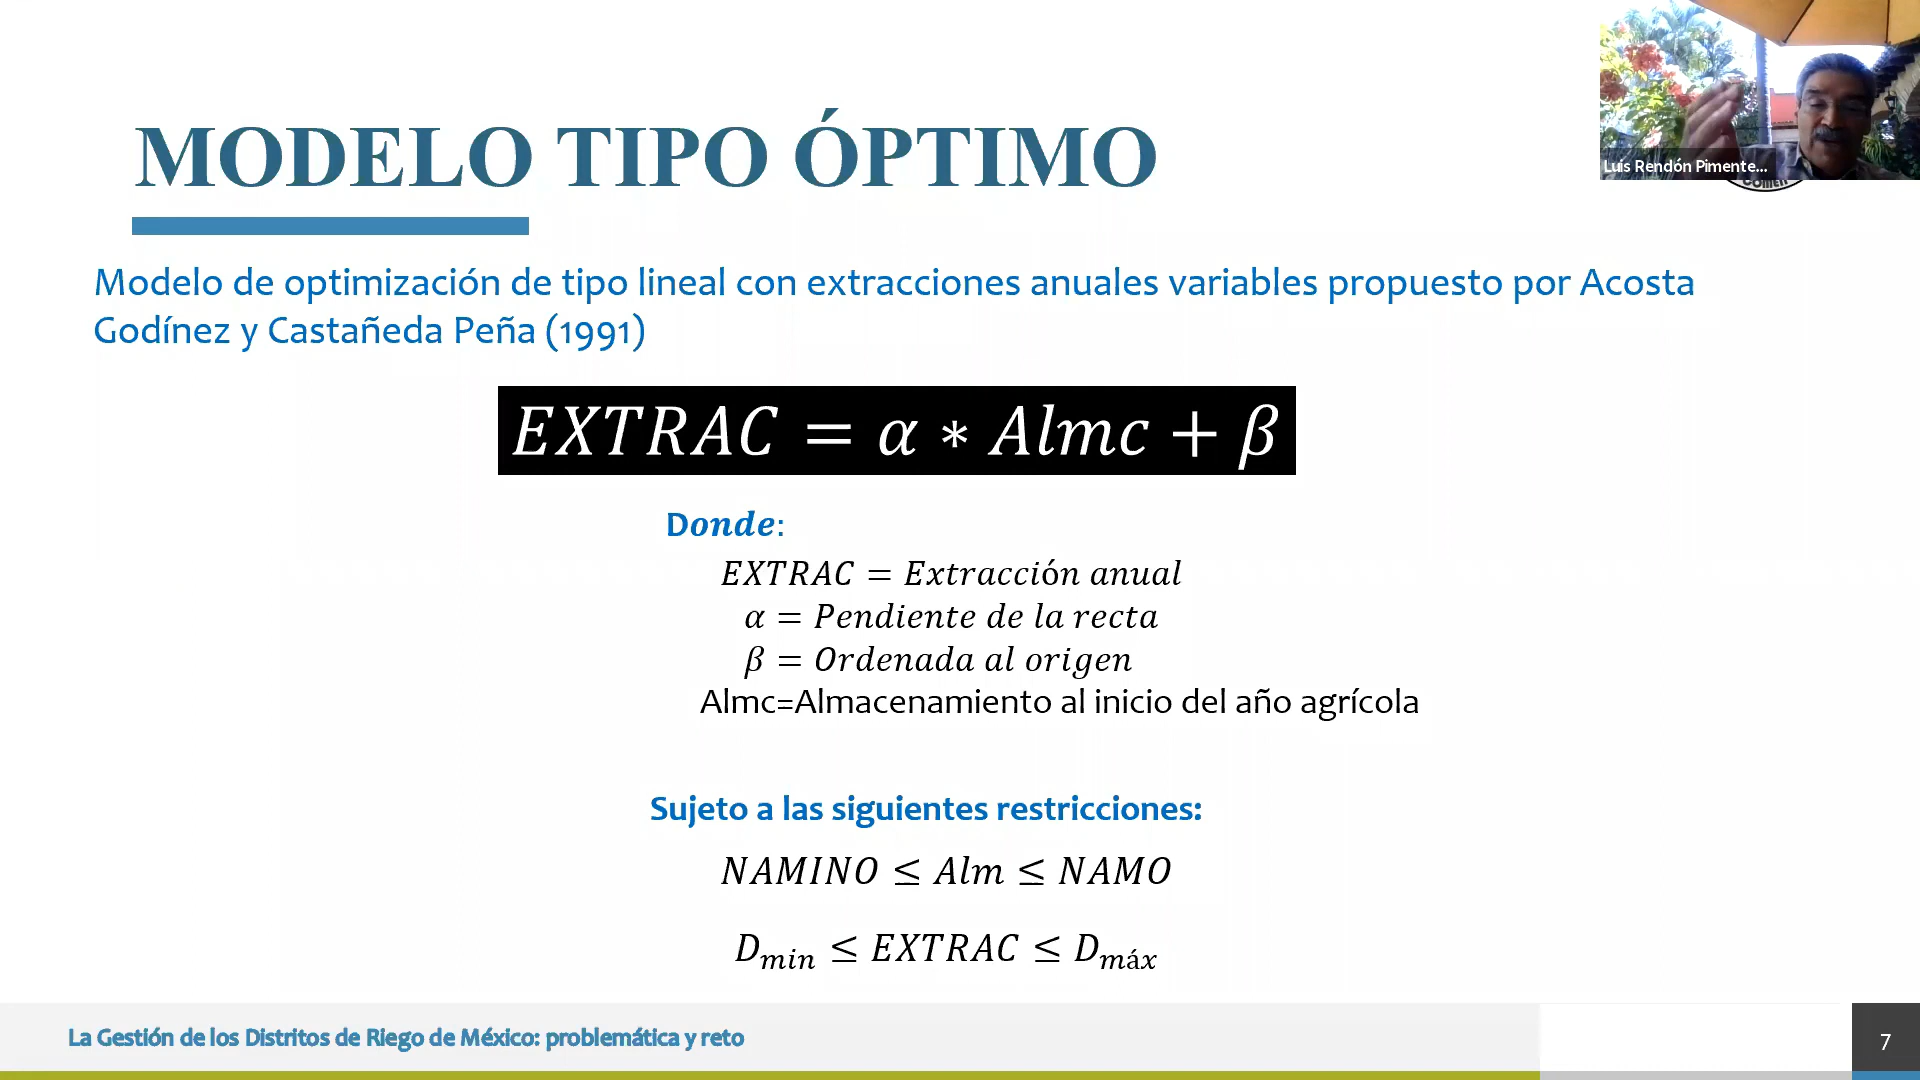 MODELO TIPO ÓPTIMO
Luis Rendón Pimente...
COMEII
Modelo de optimización de tipo lineal con extracciones anuales variables propuesto por Acosta
Godínez y Castañeda Peña (1991)
EXTRAC = α ∗ Almc + β
Donde:
EXTRAC = Extracción anual
α = Pendiente de la recta
β = Ordenada al origen
Almc=Almacenamiento al inicio del año agrícola
Sujeto a las siguientes restricciones:
NAMINO ≤ Alm ≤ NAMO
Dmin ≤ EXTRAC ≤ Dmáx
La Gestión de los Distritos de Riego de México: problemática y reto
7